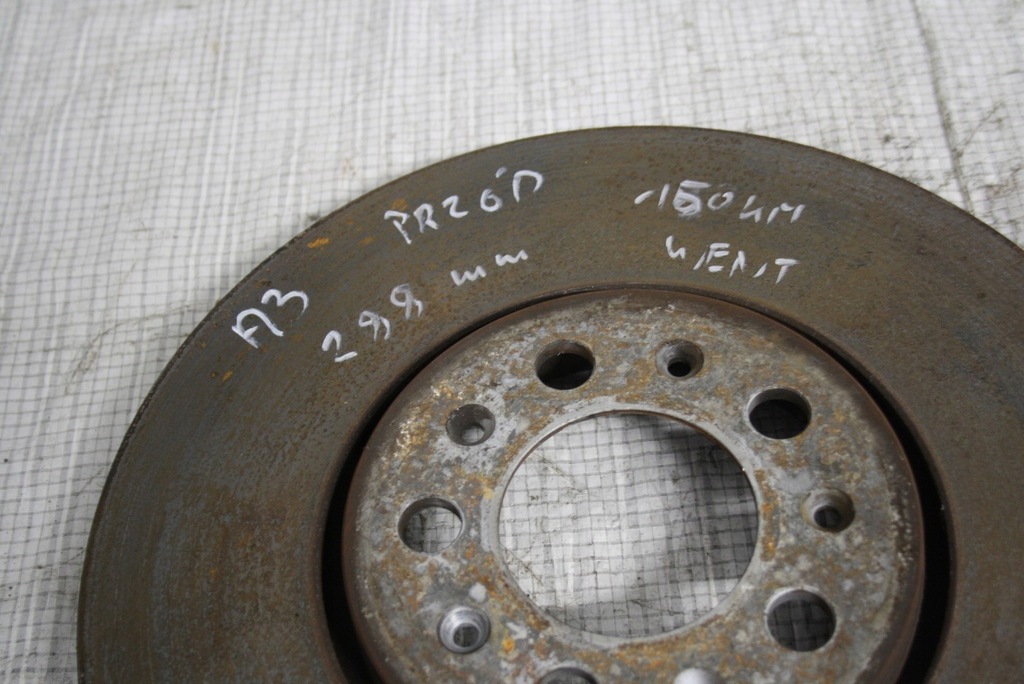 A3
PRZÓD
299 mm
150KM
WENT